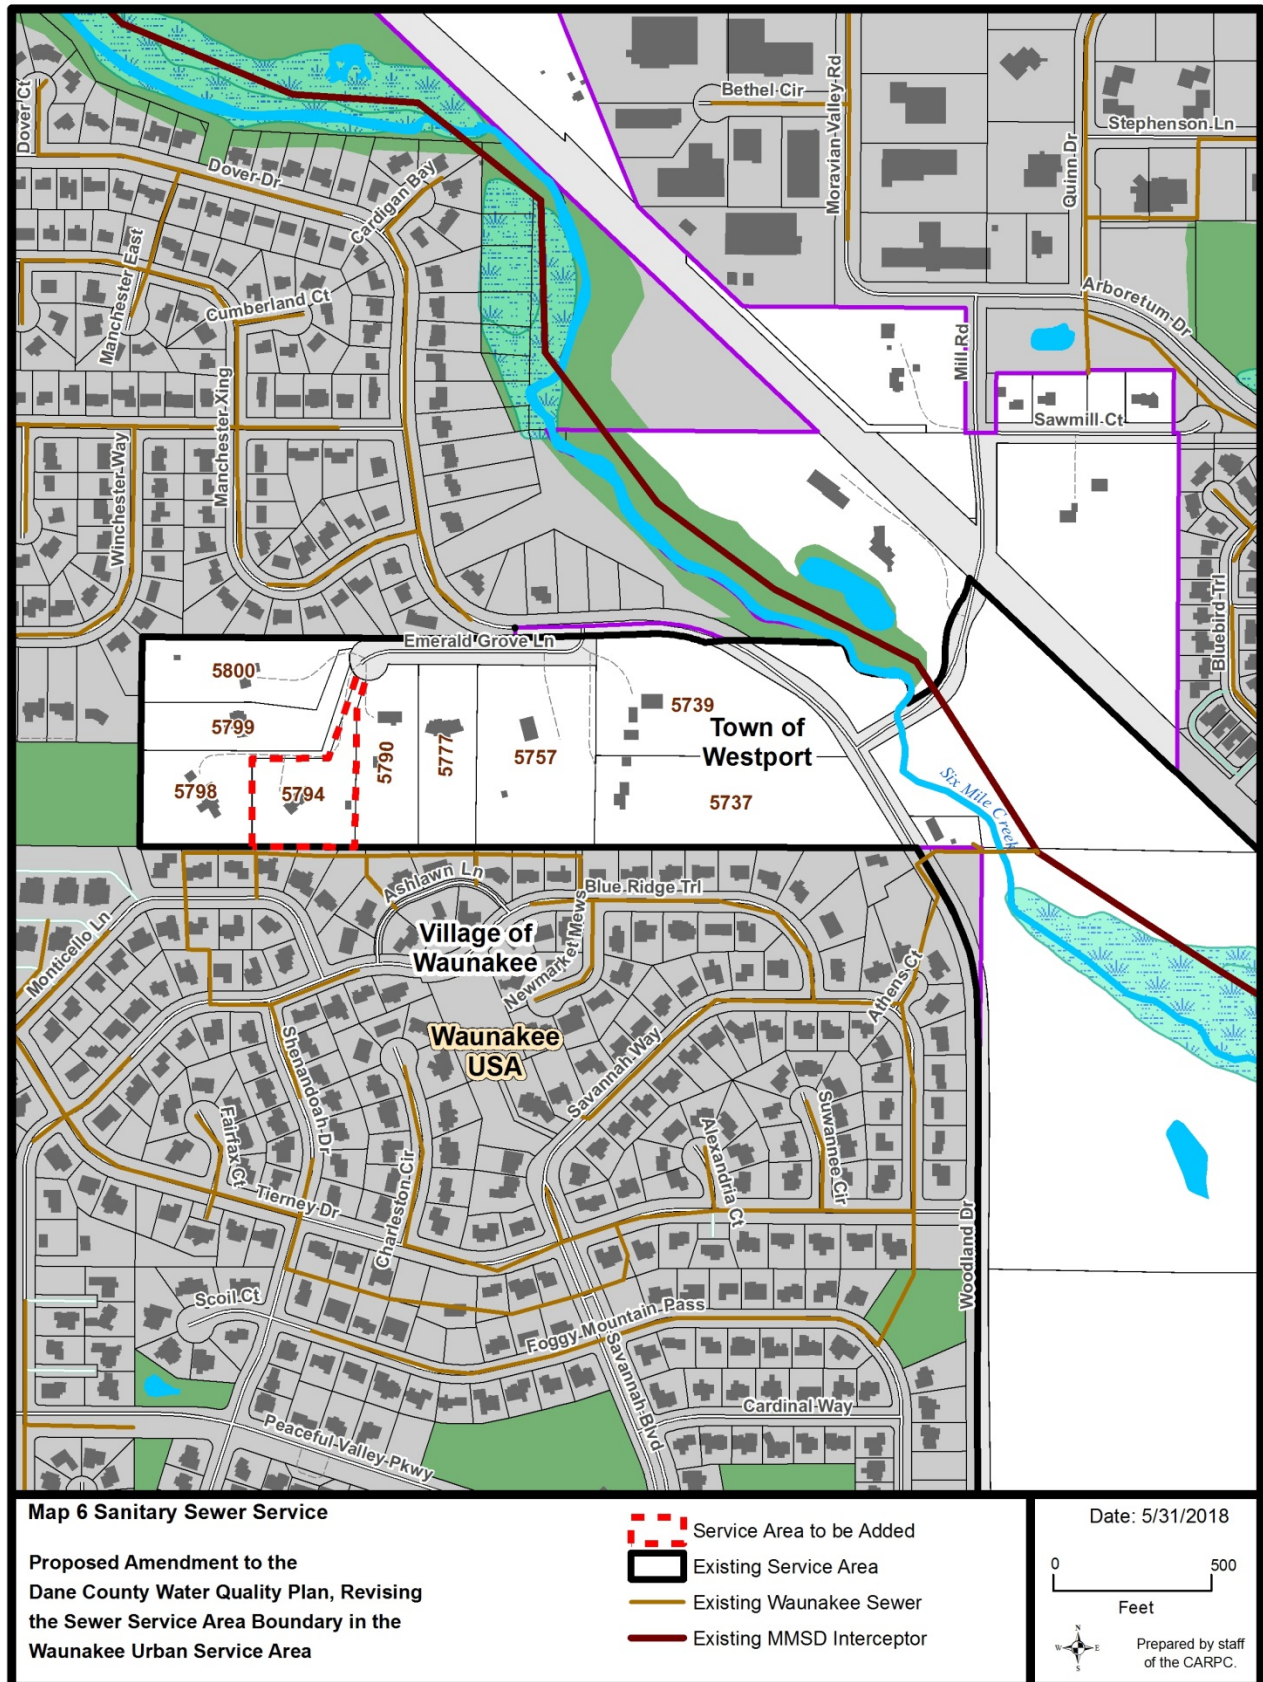 Dover Ct
Dover Dr
Cardigan Bay
Manchester East
Cumberland Ct
Manchester Xing
Winchester Way
Bethel Cir
Moravian Valley Rd
Quinn Dr
Stephenson Ln
Arboretum Dr
Mill Rd
Sawmill Ct
Bluebird Trl
Emerald Grove Ln
5800
5799
5798
5794
5790
5777
5757
5739
5737
Town of
Westport
Six Mile Creek
Monticello Ln
Ashlawn Ln
Blue Ridge Trl
Newmarket Mews
Village of
Waunakee
Waunakee
USA
Athens Ct
Shenandoah Dr
Savannah Way
Fairfax Ct
Tierney Dr
Charleston Cir
Alexandria Ct
Suwannee Cir
Woodland Dr
Scoil Ct
Foggy Mountain Pass
Savannah Blvd
Cardinal Way
Peaceful Valley Pkwy
Map 6 Sanitary Sewer Service
Proposed Amendment to the
Dane County Water Quality Plan, Revising
the Sewer Service Area Boundary in the
Waunakee Urban Service Area
Service Area to be Added
Existing Service Area
Existing Waunakee Sewer
Existing MMSD Interceptor
Date: 5/31/2018
0 500
Feet
N
W E
S
Prepared by staff
of the CARPC.